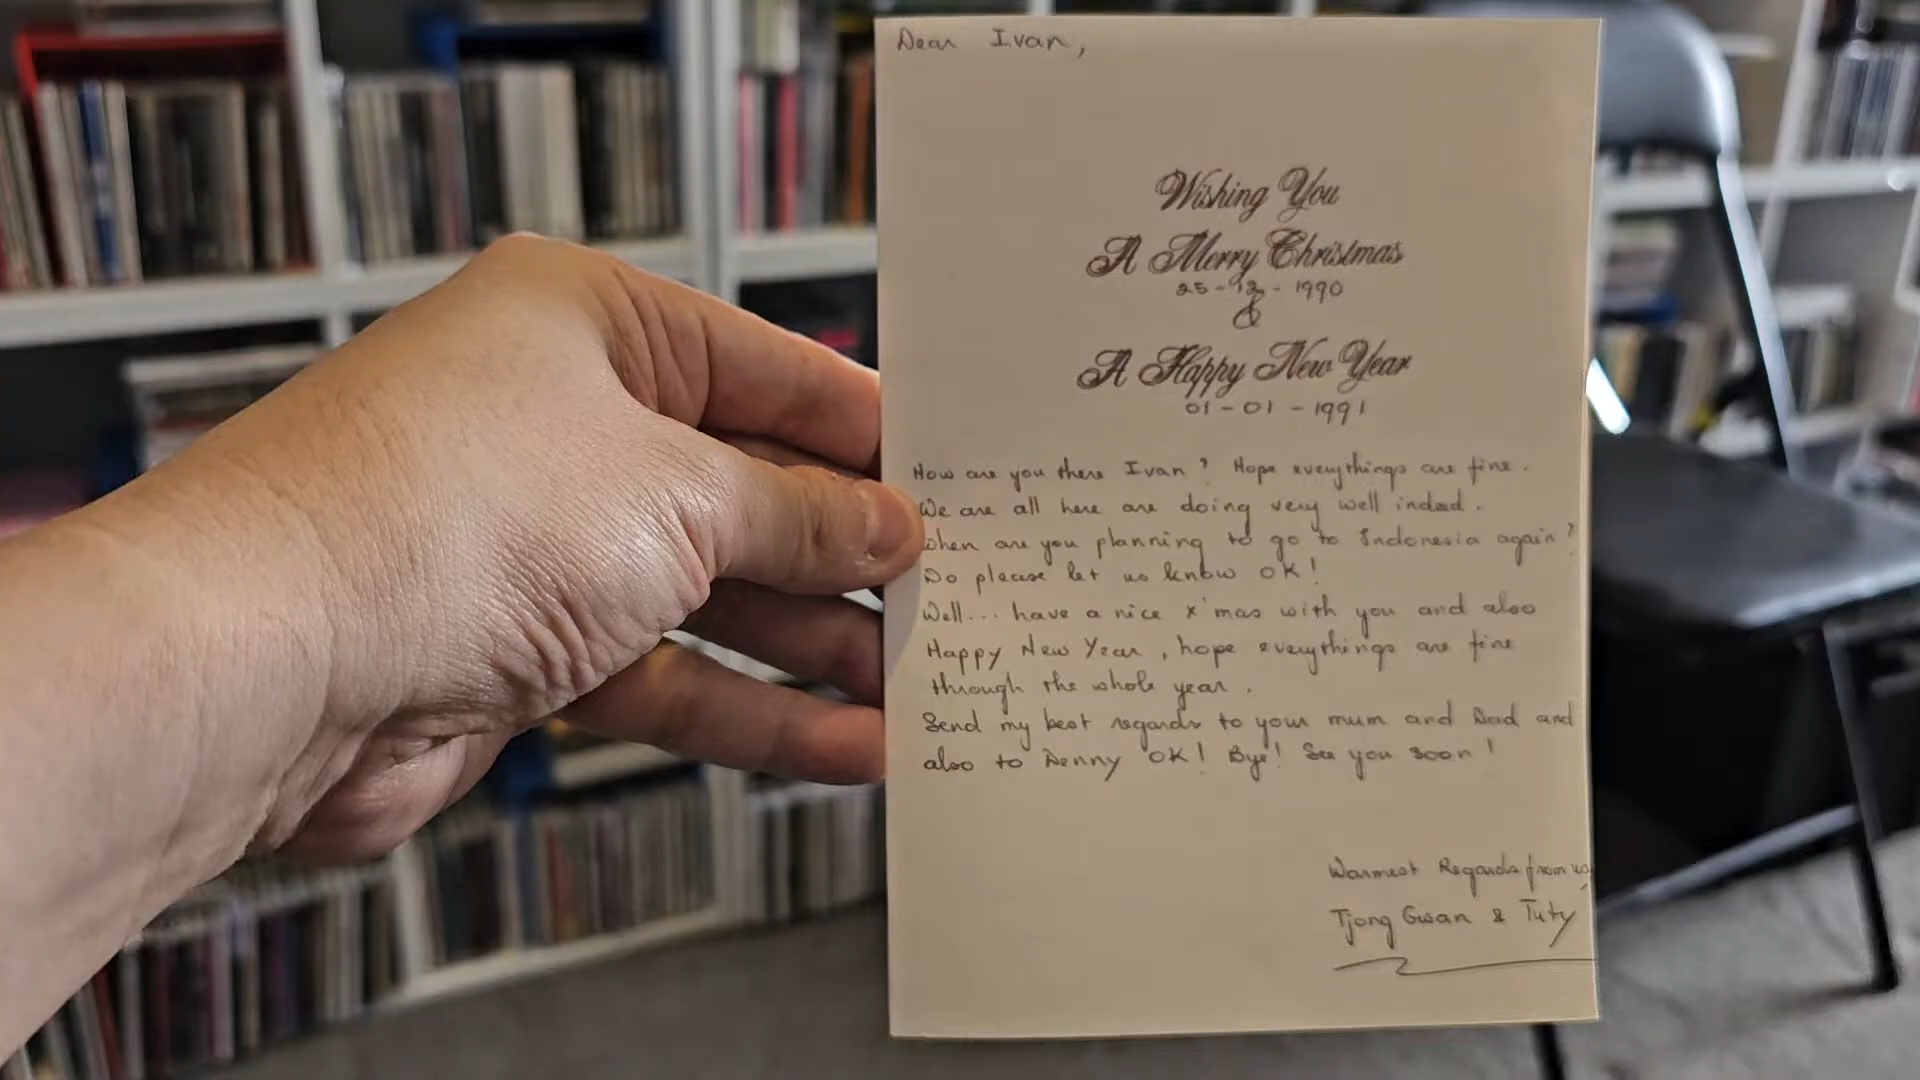 Dear Ivan,
Wishing You
A Merry Christmas
25-12-1990
&
A Happy New Year
01-01-1991
How are you there Ivan? Hope everythings are fine.
We are all here are doing very well indeed.
When are you planning to go to Indonesia again?
Do please let us know OK!
Well... have a nice x'mas with you and also
Happy New Year, hope everythings are fine
through the whole year.
Send my best regards to your mum and Dad and
also to Denny OK! Bye! See you soon!
Warmest Regards from us,
Tjong Gwan & Tuty